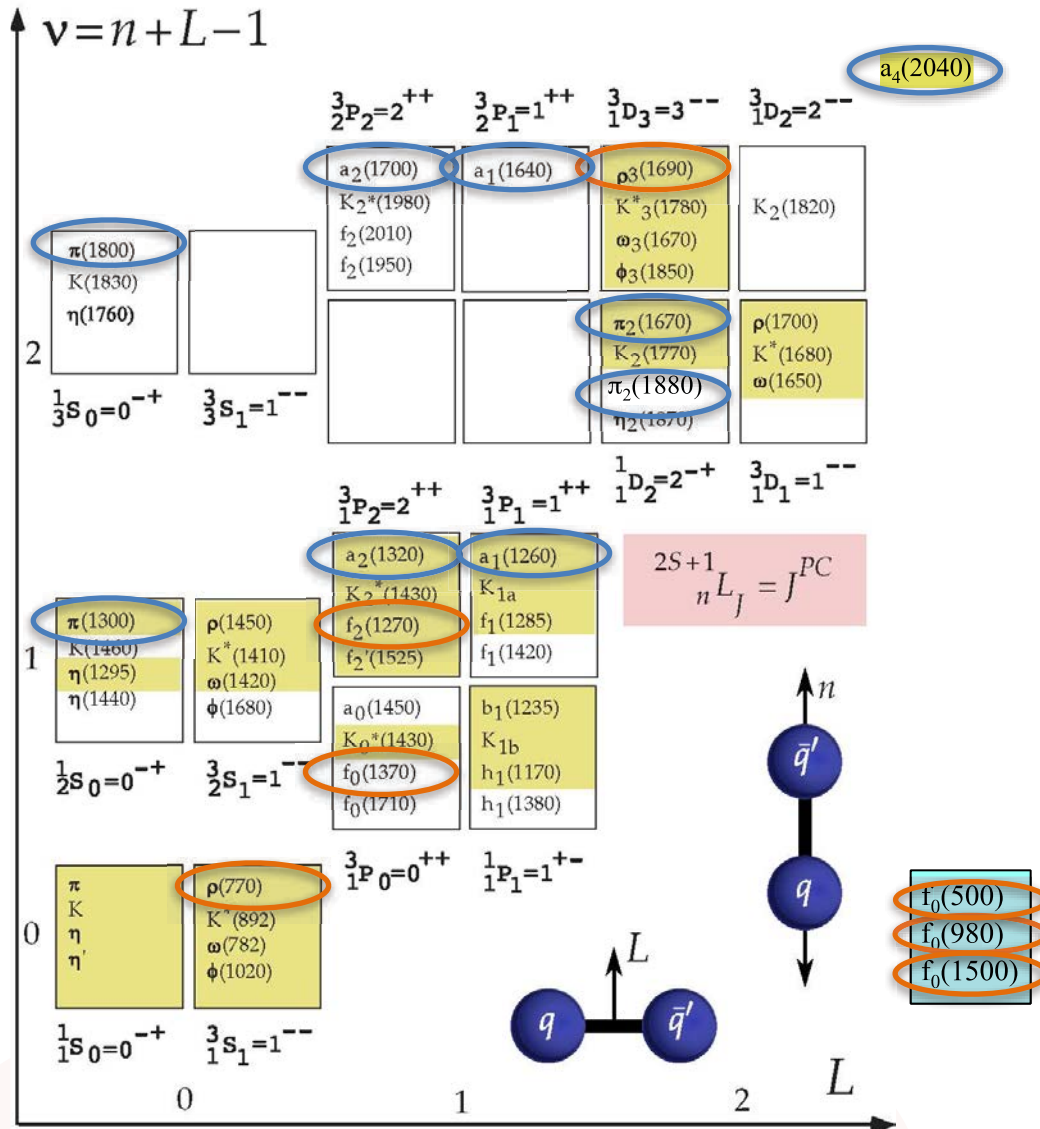 ν=n+L−1
a₄(2040)
³₂P₂=2⁺⁺
³₂P₁=1⁺⁺
³₁D₃=3⁻⁻
³₁D₂=2⁻⁻
a₂(1700)
K₂*(1980)
f₂(2010)
f₂(1950)
a₁(1640)
ρ₃(1690)
K*₃(1780)
ω₃(1670)
ϕ₃(1850)
K₂(1820)
π(1800)
K(1830)
η(1760)
2
π₂(1670)
K₂(1770)
π₂(1880)
η₂(1870)
ρ(1700)
K*(1680)
ω(1650)
¹₃S₀=0⁻⁺
³₃S₁=1⁻⁻
¹₁D₂=2⁻⁺
³₁D₁=1⁻⁻
³₁P₂=2⁺⁺
³₁P₁=1⁺⁺
a₂(1320)
K₂*(1430)
f₂(1270)
f₂'(1525)
a₁(1260)
K₁ₐ
f₁(1285)
f₁(1420)
²ˢ⁺¹ₙL_J = J^PC
1
π(1300)
K(1460)
η(1295)
η(1440)
ρ(1450)
K*(1410)
ω(1420)
ϕ(1680)
a₀(1450)
K₀*(1430)
f₀(1370)
f₀(1710)
b₁(1235)
K₁b
h₁(1170)
h₁(1380)
¹₂S₀=0⁻⁺
³₂S₁=1⁻⁻
³₁P₀=0⁺⁺
¹₁P₁=1⁺⁻
n
q̄'
q
0
π
K
η
η'
ρ(770)
K*(892)
ω(782)
ϕ(1020)
f₀(500)
f₀(980)
f₀(1500)
L
q
q̄'
¹₁S₀=0⁻⁺
³₁S₁=1⁻⁻
0
1
2
L